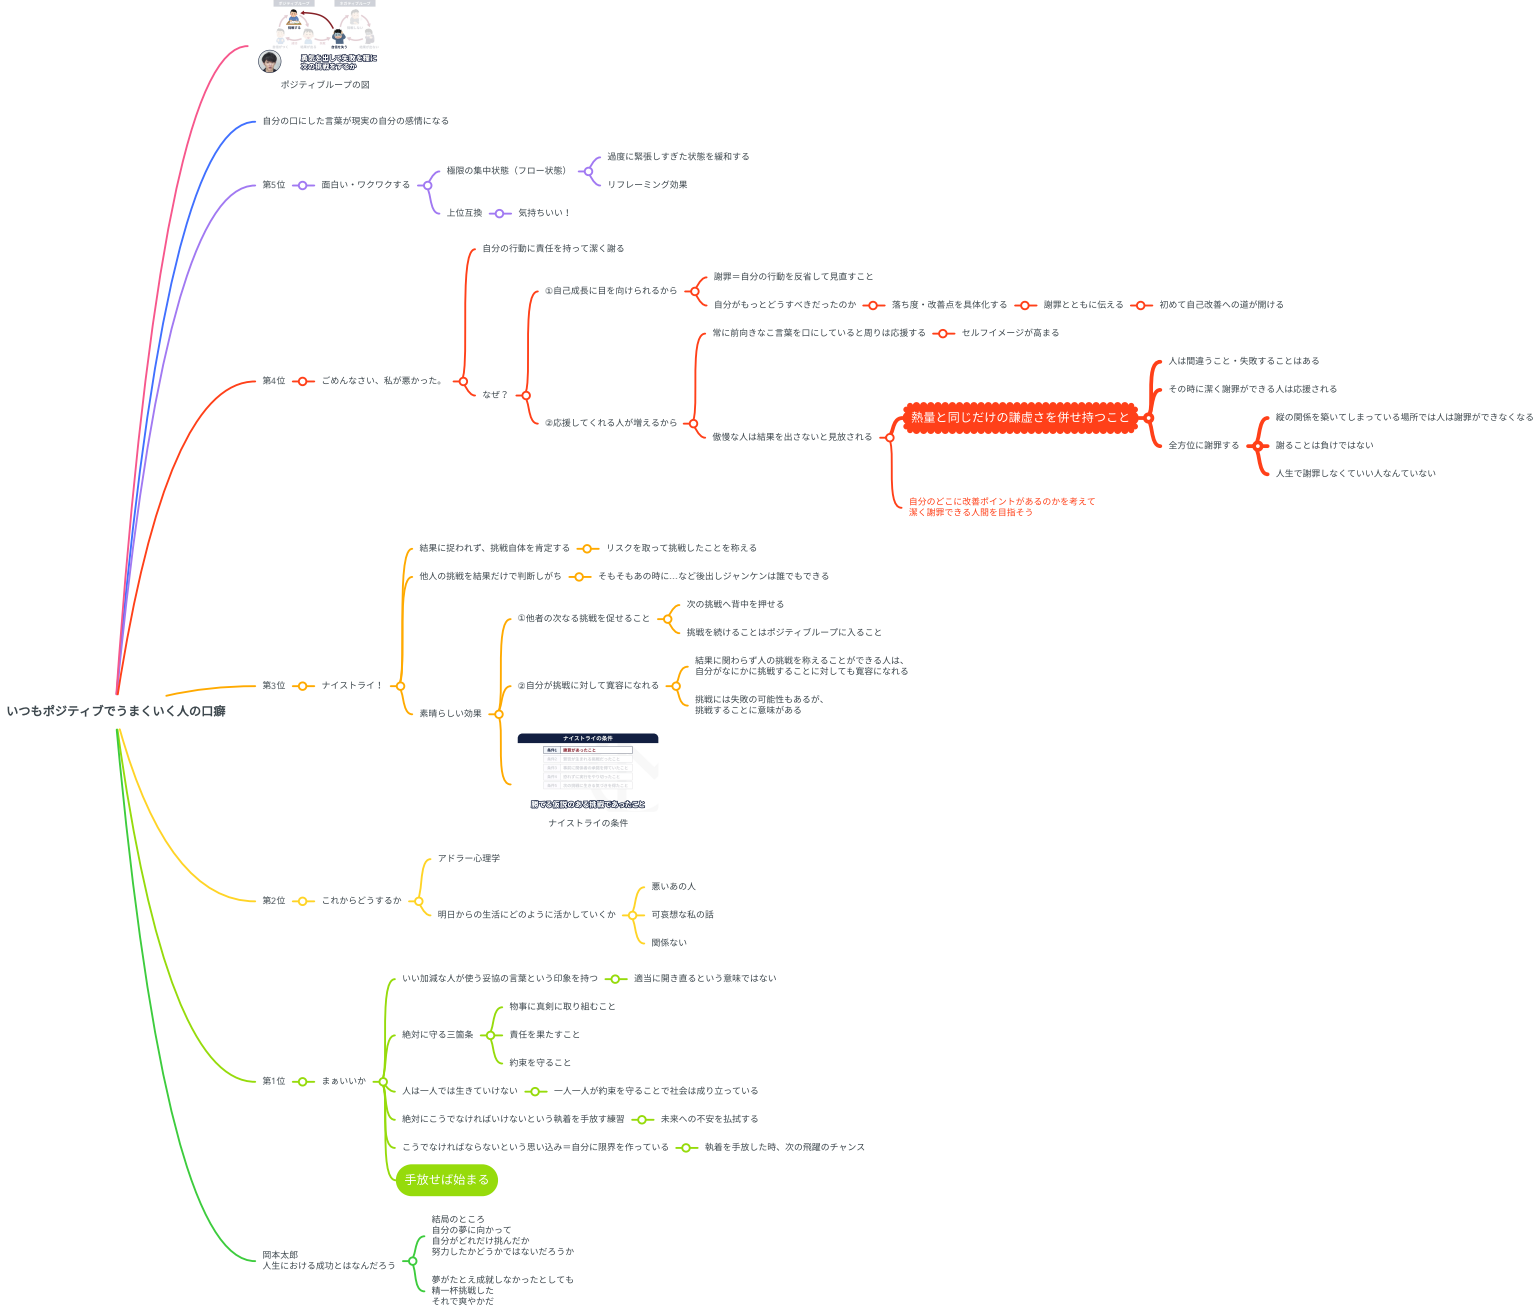 ポジティブループ
挑戦する
自信を失う
勇気を出して失敗を糧に
次の挑戦をするか
ポジティブループの図
自分の口にした言葉が現実の自分の感情になる
第5位
面白い・ワクワクする
極限の集中状態（フロー状態）
過度に緊張しすぎた状態を緩和する
リフレーミング効果
上位互換
気持ちいい！
第4位
ごめんなさい、私が悪かった。
自分の行動に責任を持って潔く謝る
なぜ？
①自己成長に目を向けられるから
謝罪＝自分の行動を反省して見直すこと
自分がもっとどうすべきだったのか
落ち度・改善点を具体化する
謝罪とともに伝える
初めて自己改善への道が開ける
②応援してくれる人が増えるから
常に前向きなこ言葉を口にしていると周りは応援する
セルフイメージが高まる
傲慢な人は結果を出さないと見放される
熱量と同じだけの謙虚さを併せ持つこと
人は間違うこと・失敗することはある
その時に潔く謝罪ができる人は応援される
全方位に謝罪する
縦の関係を築いてしまっている場所では人は謝罪ができなくなる
謝ることは負けではない
人生で謝罪しなくていい人なんていない
自分のどこに改善ポイントがあるのかを考えて
潔く謝罪できる人間を目指そう
いつもポジティブでうまくいく人の口癖
第3位
ナイストライ！
結果に捉われず、挑戦自体を肯定する
リスクを取って挑戦したことを称える
他人の挑戦を結果だけで判断しがち
そもそもあの時に…など後出しジャンケンは誰でもできる
素晴らしい効果
①他者の次なる挑戦を促せること
次の挑戦へ背中を押せる
挑戦を続けることはポジティブループに入ること
②自分が挑戦に対して寛容になれる
結果に関わらず人の挑戦を称えることができる人は、
自分がなにかに挑戦することに対しても寛容になれる
挑戦には失敗の可能性もあるが、
挑戦することに意味がある
ナイストライの条件
条件1 勝算があったこと
勝てる仮説のある挑戦であったこと
ナイストライの条件
第2位
これからどうするか
アドラー心理学
明日からの生活にどのように活かしていくか
悪いあの人
可哀想な私の話
関係ない
第1位
まぁいいか
いい加減な人が使う妥協の言葉という印象を持つ
適当に開き直るという意味ではない
絶対に守る三箇条
物事に真剣に取り組むこと
責任を果たすこと
約束を守ること
人は一人では生きていけない
一人一人が約束を守ることで社会は成り立っている
絶対にこうでなければいけないという執着を手放す練習
未来への不安を払拭する
こうでなければならないという思い込み＝自分に限界を作っている
執着を手放した時、次の飛躍のチャンス
手放せば始まる
岡本太郎
人生における成功とはなんだろう
結局のところ
自分の夢に向かって
自分がどれだけ挑んだか
努力したかどうかではないだろうか
夢がたとえ成就しなかったとしても
精一杯挑戦した
それで爽やかだ